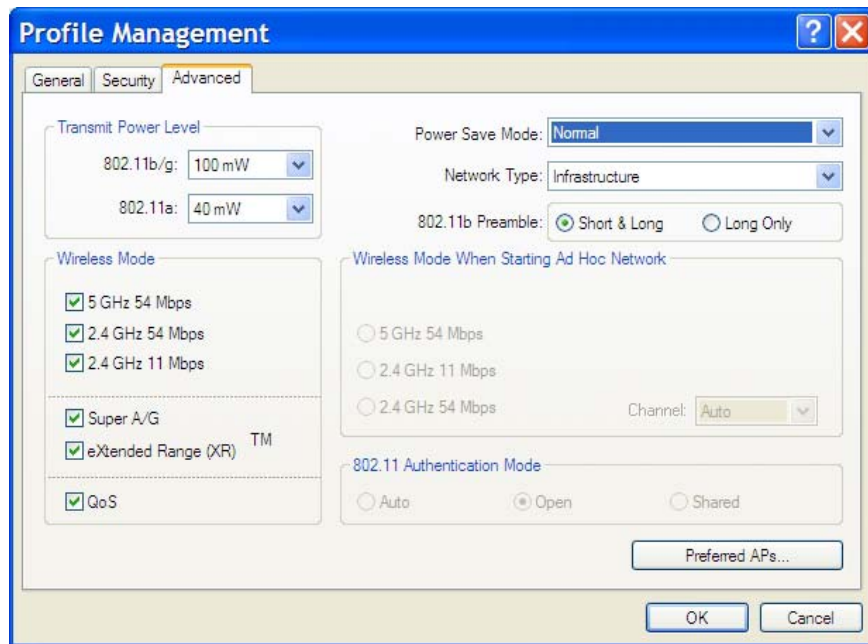 Profile Management
General Security Advanced
Transmit Power Level
802.11b/g: 100 mW
802.11a: 40 mW
Power Save Mode: Normal
Network Type: Infrastructure
802.11b Preamble: Short & Long Long Only
Wireless Mode
5 GHz 54 Mbps
2.4 GHz 54 Mbps
2.4 GHz 11 Mbps
Super A/G
eXtended Range (XR) TM
QoS
Wireless Mode When Starting Ad Hoc Network
5 GHz 54 Mbps
2.4 GHz 11 Mbps
2.4 GHz 54 Mbps
Channel: Auto
802.11 Authentication Mode
Auto Open Shared
Preferred APs...
OK Cancel